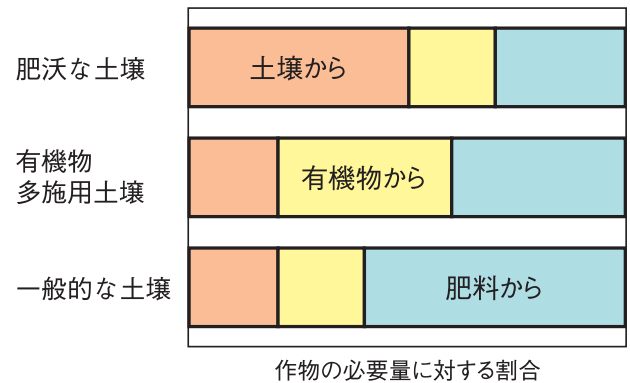 肥沃な土壌
土壌から
有機物
多施用土壌
有機物から
一般的な土壌
肥料から
作物の必要量に対する割合